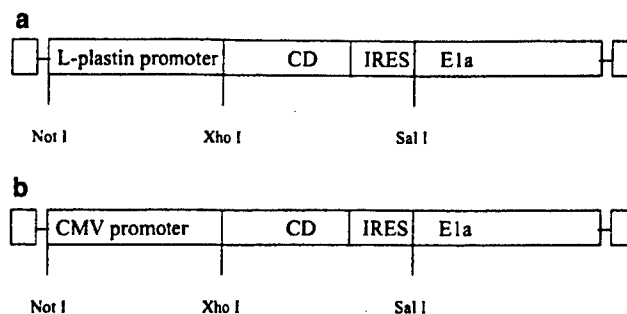 a
L-plastin promoter CD IRES E1a
Not I Xho I Sal I
b
CMV promoter CD IRES E1a
Not I Xho I Sal I